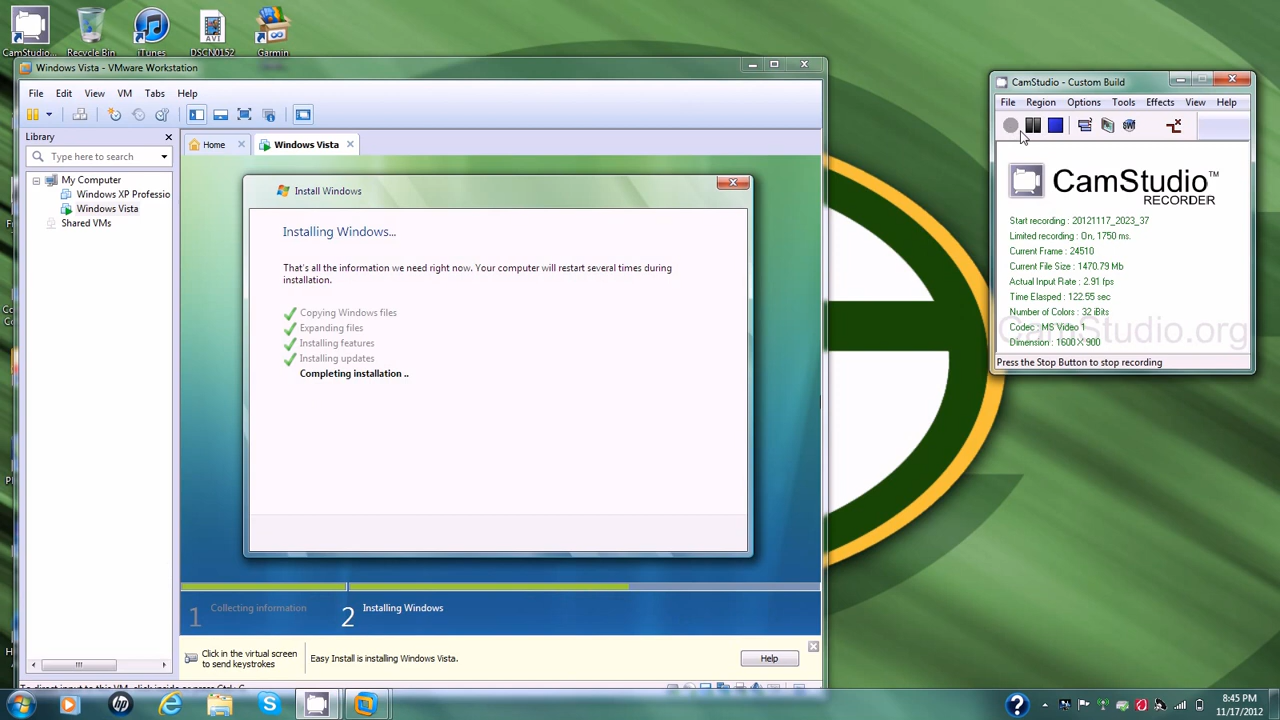 CamStudio...
Recycle Bin
iTunes
DSCN0152
Garmin
Windows Vista - VMware Workstation
File Edit View VM Tabs Help
Library
Type here to search
My Computer
Windows XP Professio
Windows Vista
Shared VMs
Home
Windows Vista
Install Windows
Installing Windows...
That's all the information we need right now. Your computer will restart several times during
installation.
Copying Windows files
Expanding files
Installing features
Installing updates
Completing installation ..
1 Collecting information
2 Installing Windows
Click in the virtual screen
to send keystrokes
Easy Install is installing Windows Vista.
Help
CamStudio - Custom Build
File Region Options Tools Effects View Help
SWF
CamStudio™
RECORDER
Start recording : 20121117_2023_37
Limited recording : On, 1750 ms.
Current Frame : 24510
Current File Size : 1470.79 Mb
Actual Input Rate : 2.91 fps
Time Elasped : 122.55 sec
Number of Colors : 32 iBits
Codec : MS Video 1
CamStudio.org
Dimension : 1600 X 900
Press the Stop Button to stop recording
8:45 PM
11/17/2012